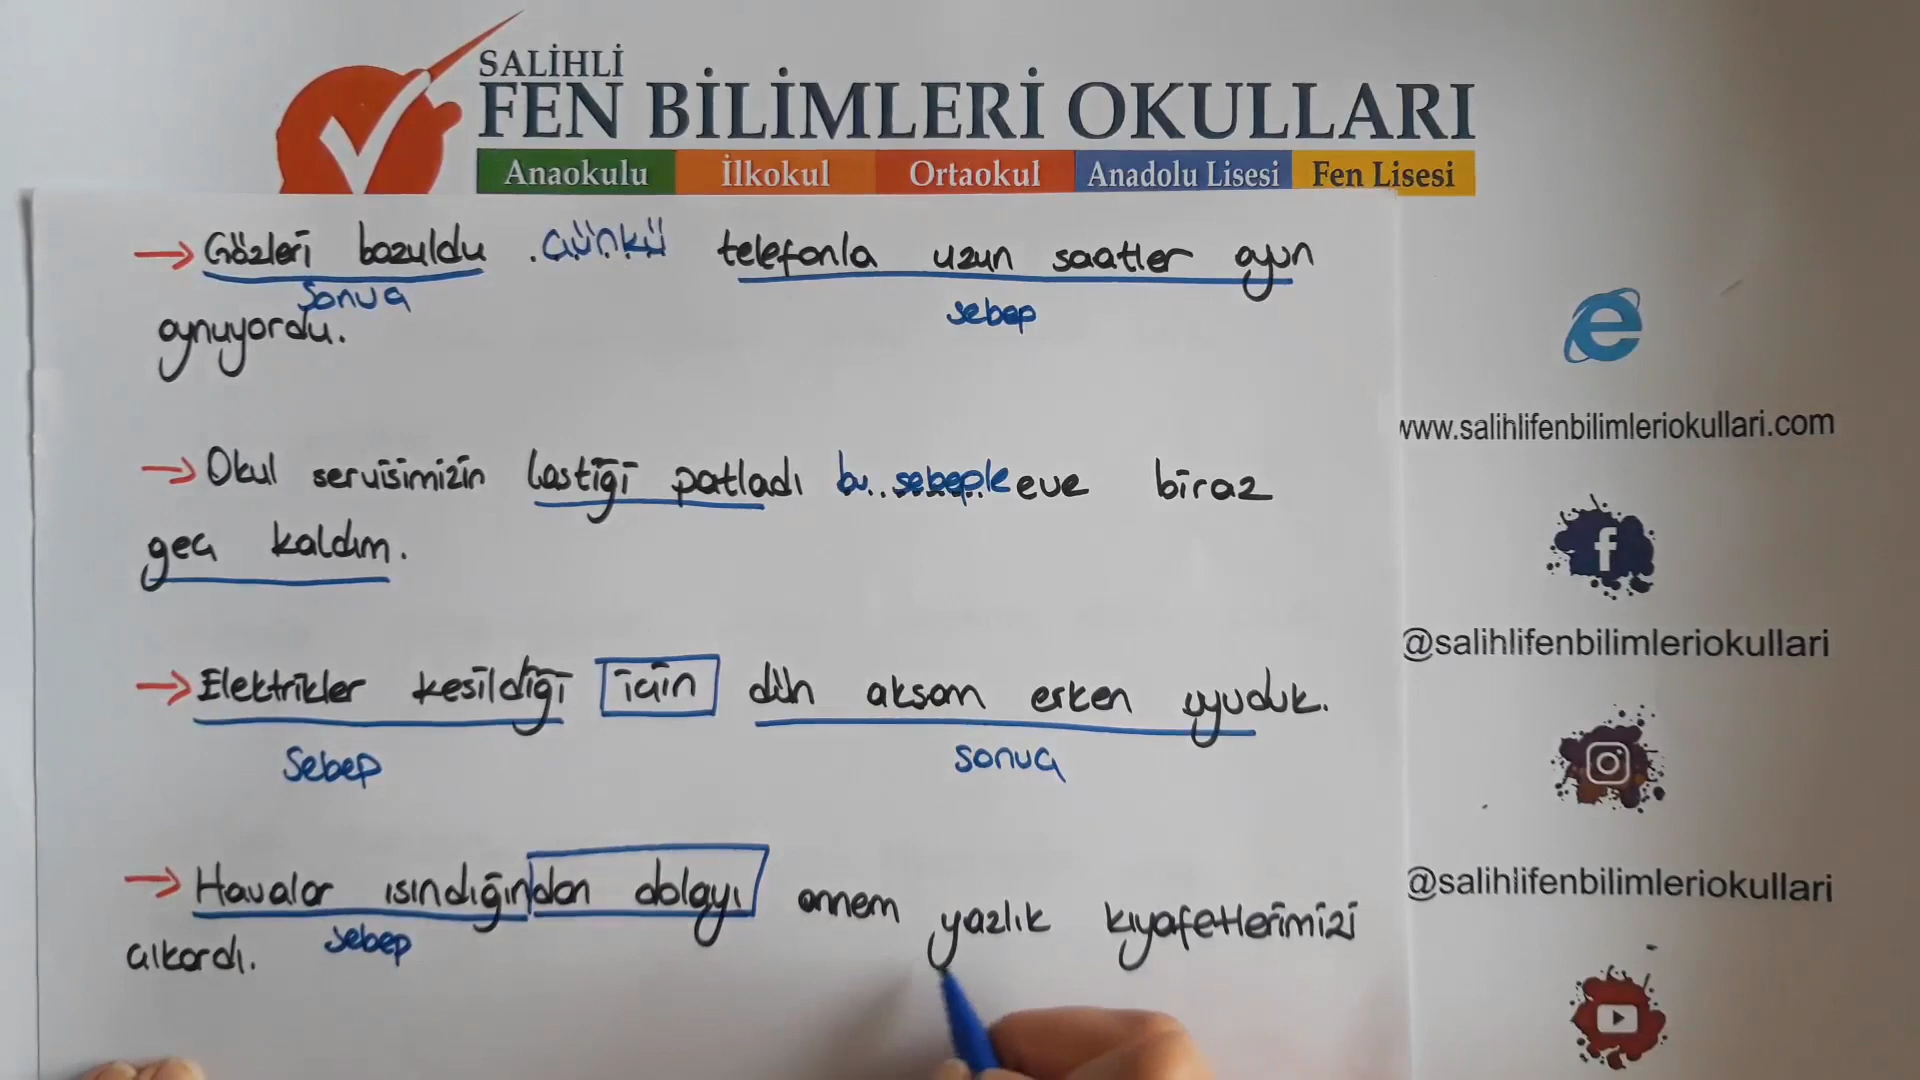 SALİHLİ
FEN BİLİMLERİ OKULLARI
Anaokulu İlkokul Ortaokul Anadolu Lisesi Fen Lisesi
→ Gözleri bozuldu .çünkü telefonla uzun saatler oyun
sonuç sebep
oynuyordu.
→ Okul servisimizin lastiği patladı bu..sebeple eve biraz
geç kaldım.
→ Elektrikler kesildiği için dün akşam erken uyuduk.
Sebep sonuç
→ Havalar ısındığından dolayı annem yazlık kıyafetlerimizi
sebep
çıkardı.
www.salihlifenbilimleriokullari.com
@salihlifenbilimleriokullari
@salihlifenbilimleriokullari